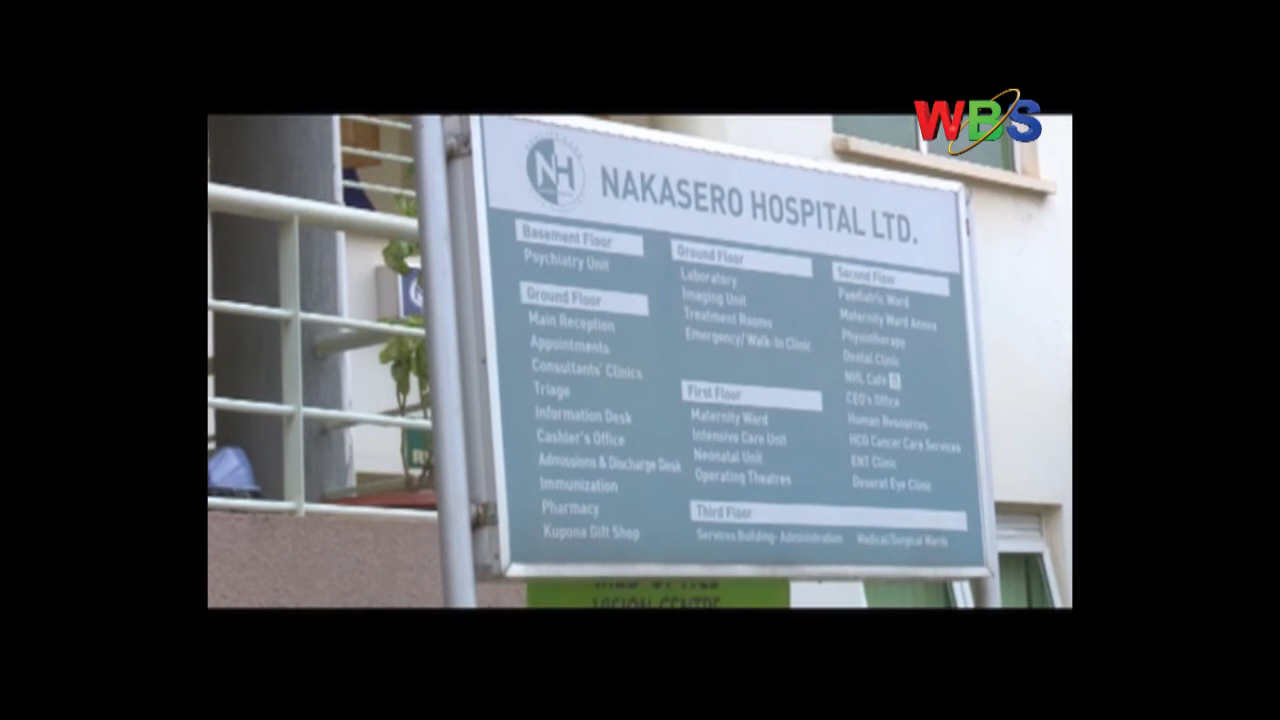 WBS
NH
NAKASERO HOSPITAL LTD.
Basement Floor
Psychiatry Unit
Ground Floor
Main Reception
Appointments
Consultants' Clinics
Triage
Information Desk
Cashier's Office
Admissions & Discharge Desk
Immunization
Pharmacy
Kupona Gift Shop
Ground Floor
Laboratory
Imaging Unit
Treatment Rooms
Emergency/ Walk-In Clinic
First Floor
Maternity Ward
Intensive Care Unit
Neonatal Unit
Operating Theatres
Second Floor
Paediatric Ward
Maternity Ward Annex
Physiotherapy
Dental Clinic
NHL Café
CEO's Office
Human Resources
HCG Cancer Care Services
ENT Clinic
Deseret Eye Clinic
Third Floor
Services Building- Administration Medical/Surgical Wards
VISION CENTRE